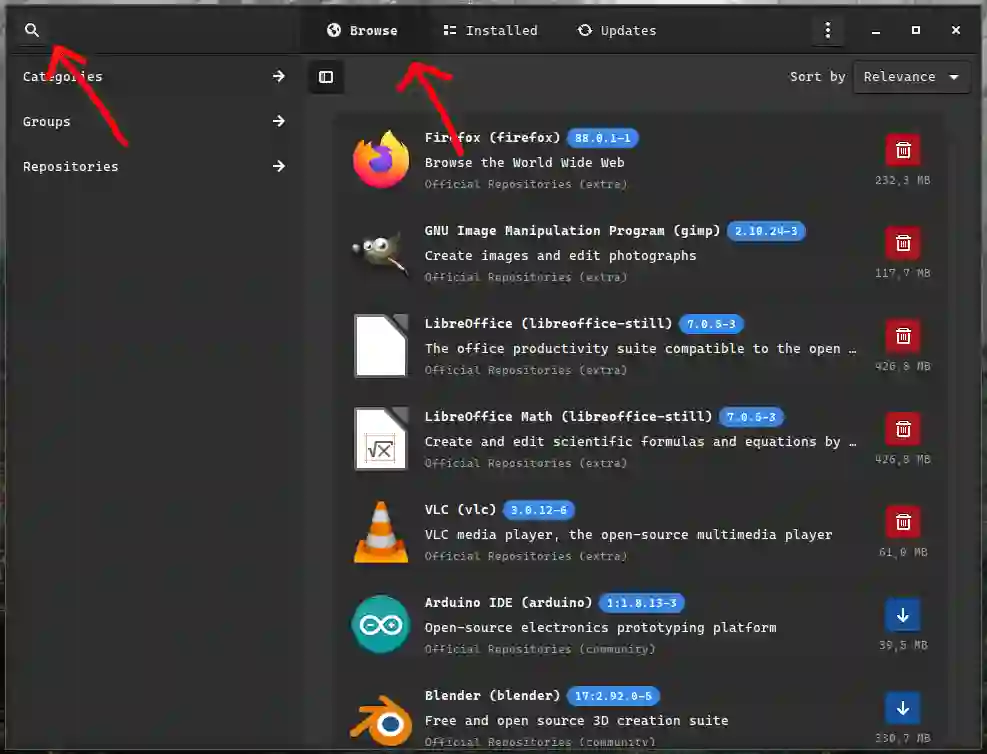 Browse
Installed
Updates
Categories
Groups
Repositories
Sort by
Relevance
Firefox (firefox) 88.0.1-1
Browse the World Wide Web
Official Repositories (extra)
232,3 MB
GNU Image Manipulation Program (gimp) 2.10.24-3
Create images and edit photographs
Official Repositories (extra)
117,7 MB
LibreOffice (libreoffice-still) 7.0.5-3
The office productivity suite compatible to the open …
Official Repositories (extra)
426,8 MB
LibreOffice Math (libreoffice-still) 7.0.5-3
Create and edit scientific formulas and equations by …
Official Repositories (extra)
426,8 MB
VLC (vlc) 3.0.12-6
VLC media player, the open-source multimedia player
Official Repositories (extra)
61,0 MB
Arduino IDE (arduino) 1:1.8.13-3
Open-source electronics prototyping platform
Official Repositories (community)
39,5 MB
Blender (blender) 17:2.92.0-5
Free and open source 3D creation suite
Official Repositories (community)
330,7 MB